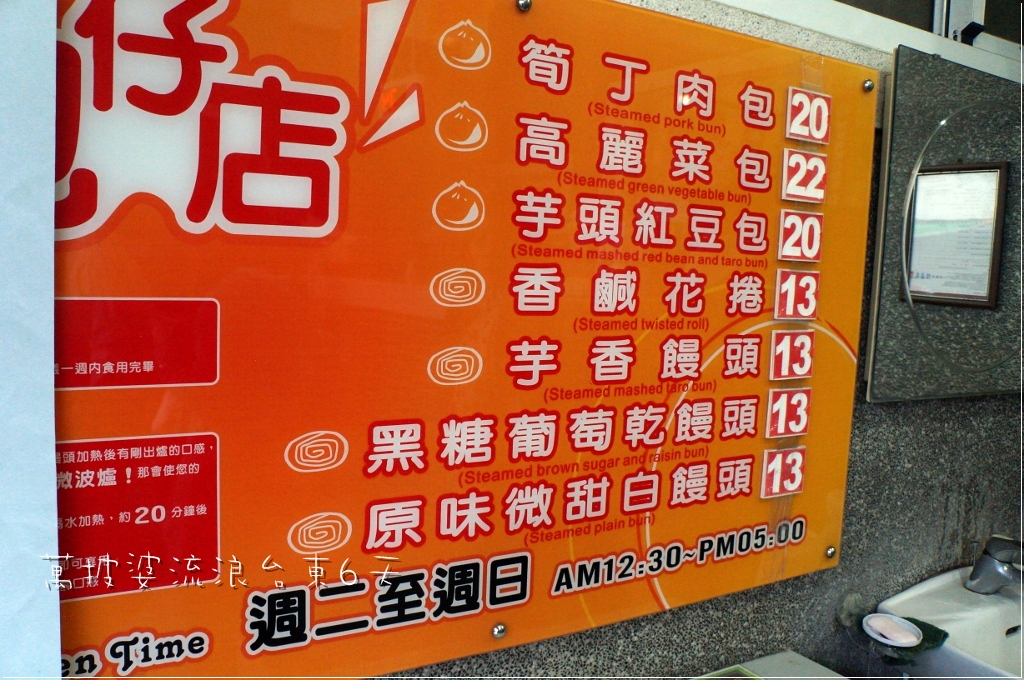 仔店
筍丁肉包 20
(Steamed pork bun)
高麗菜包 22
(Steamed green vegetable bun)
芋頭紅豆包 20
(Steamed mashed red bean and taro bun)
香鹹花捲 13
(Steamed twisted roll)
芋香饅頭 13
(Steamed mashed taro bun)
黑糖葡萄乾饅頭 13
(Steamed brown sugar and raisin bun)
原味微甜白饅頭 13
(Steamed plain bun)
一週內食用完畢
頭加熱後有剛出爐的口感，
微波爐！那會使您的
水加熱，約20分鐘後
萬披婆流浪台東6天
en Time
週二至週日 AM12:30~PM05:00